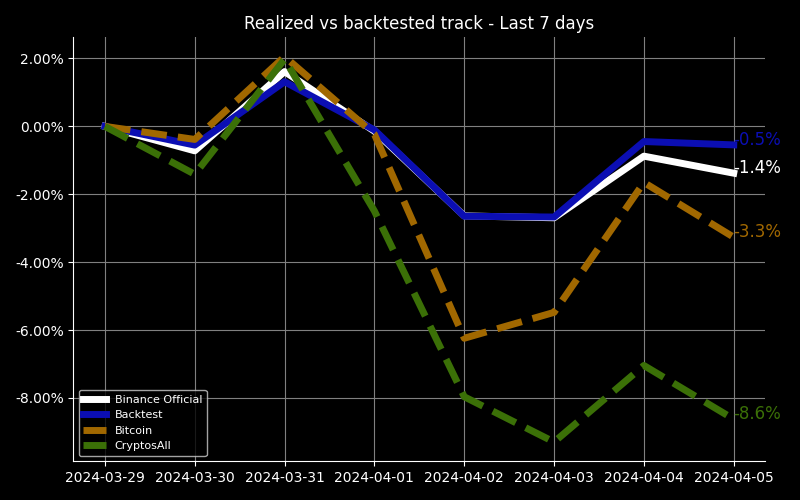 Realized vs backtested track - Last 7 days
2.00%
0.00%
-2.00%
-4.00%
-6.00%
-8.00%
-0.5%
-1.4%
-3.3%
-8.6%
Binance Official
Backtest
Bitcoin
CryptosAll
2024-03-29 2024-03-30 2024-03-31 2024-04-01 2024-04-02 2024-04-03 2024-04-04 2024-04-05